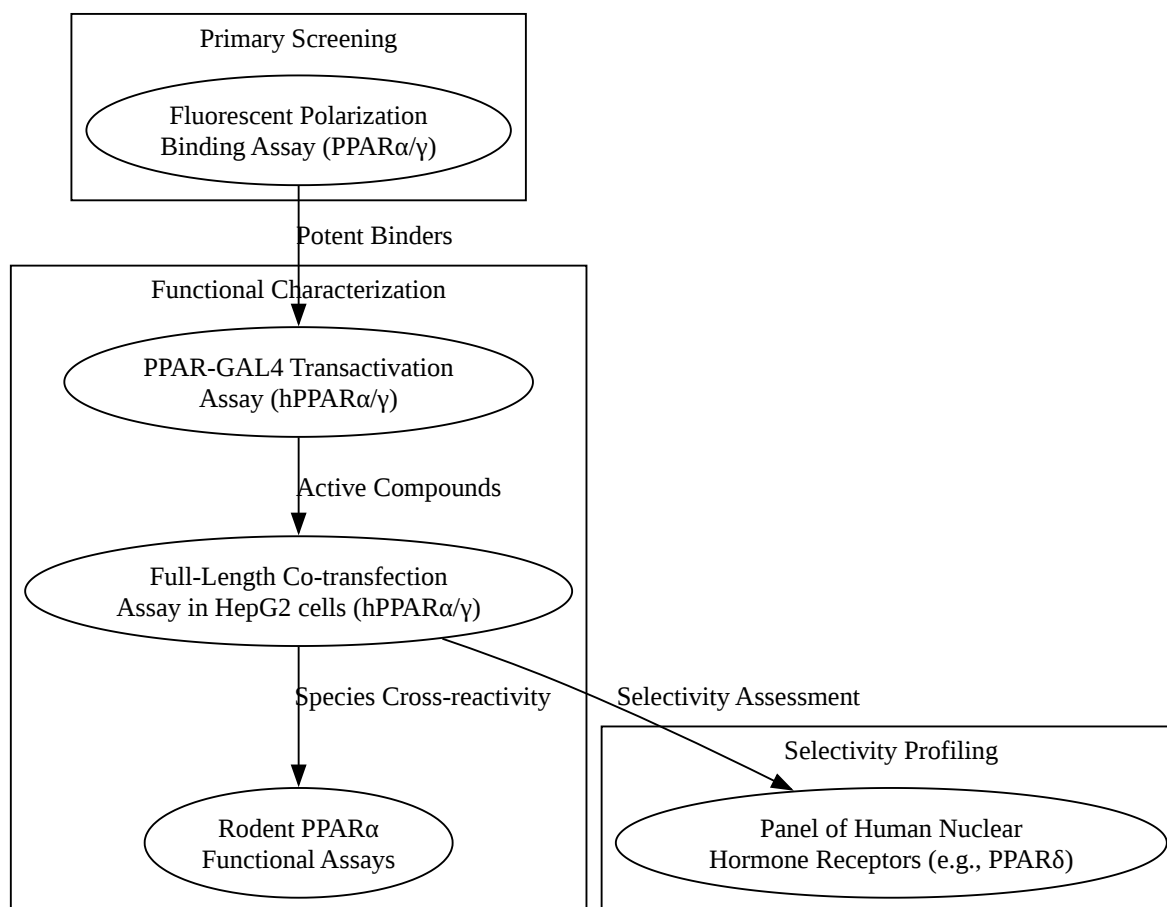 Primary Screening
Fluorescent Polarization
Binding Assay (PPARα/γ)
Potent Binders
Functional Characterization
PPAR-GAL4 Transactivation
Assay (hPPARα/γ)
Active Compounds
Full-Length Co-transfection
Assay in HepG2 cells (hPPARα/γ)
Species Cross-reactivity
Selectivity Assessment
Selectivity Profiling
Rodent PPARα
Functional Assays
Panel of Human Nuclear
Hormone Receptors (e.g., PPARδ)